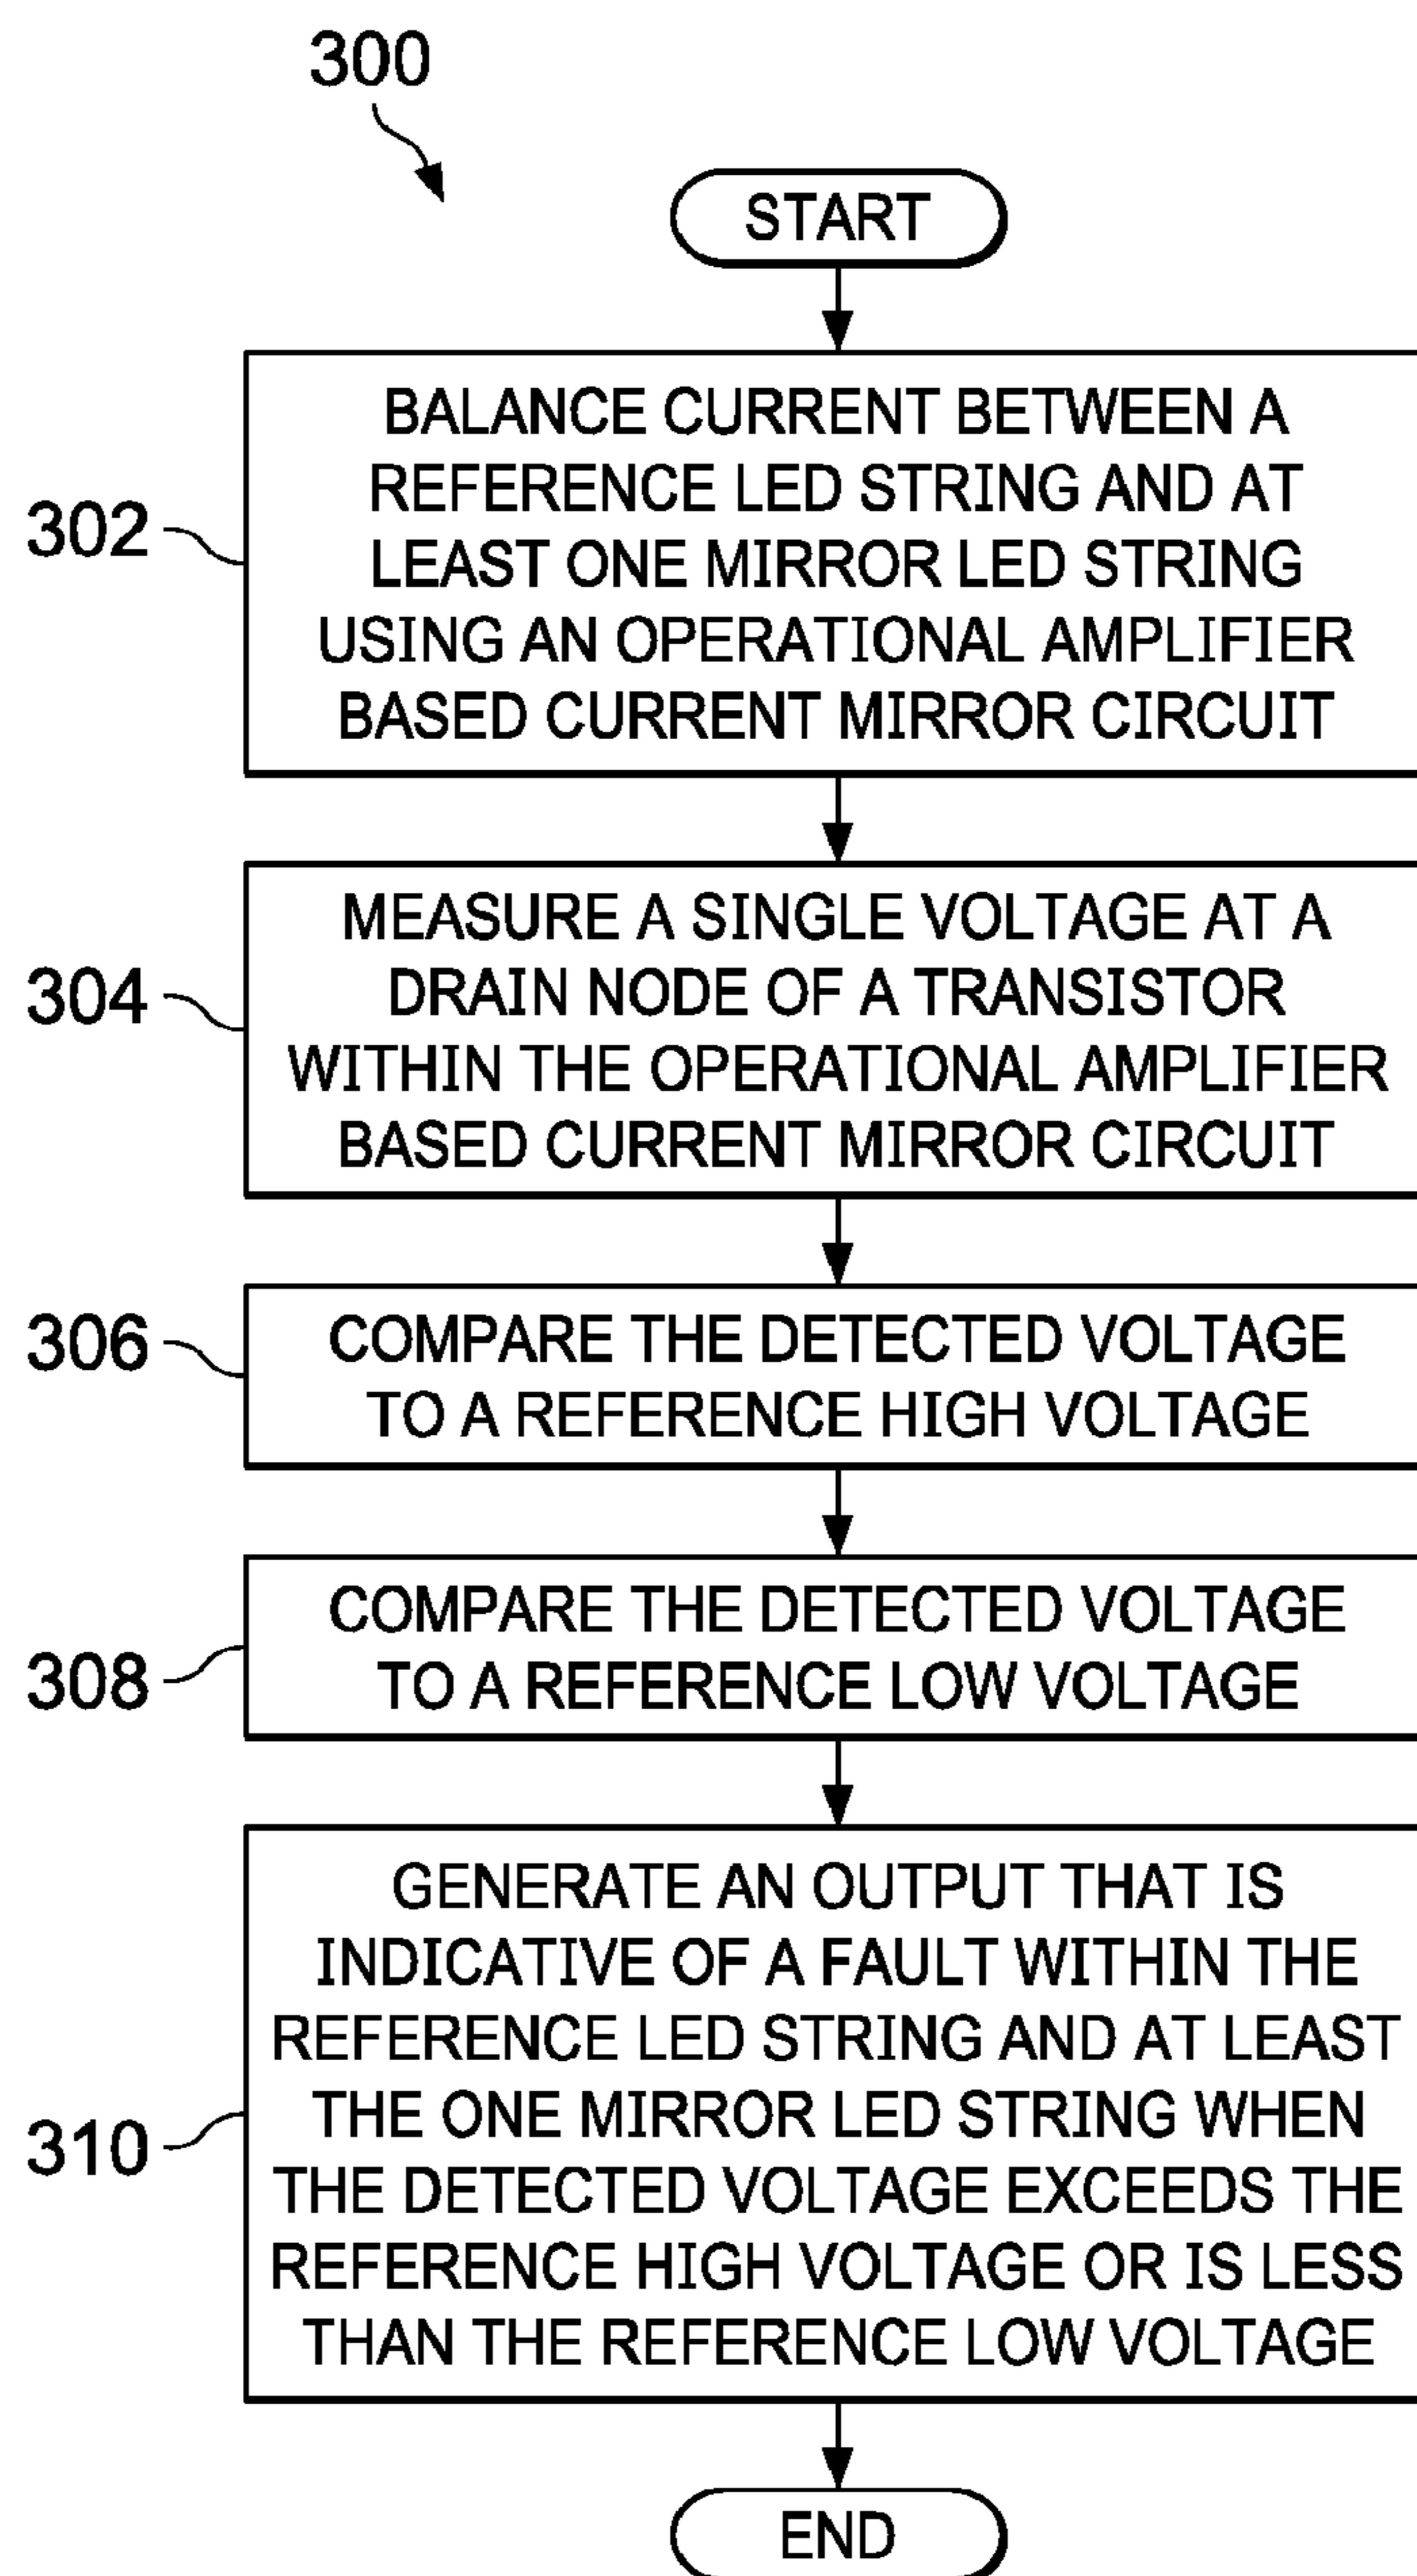 300
START
302
BALANCE CURRENT BETWEEN A
REFERENCE LED STRING AND AT
LEAST ONE MIRROR LED STRING
USING AN OPERATIONAL AMPLIFIER
BASED CURRENT MIRROR CIRCUIT
304
MEASURE A SINGLE VOLTAGE AT A
DRAIN NODE OF A TRANSISTOR
WITHIN THE OPERATIONAL AMPLIFIER
BASED CURRENT MIRROR CIRCUIT
306
COMPARE THE DETECTED VOLTAGE
TO A REFERENCE HIGH VOLTAGE
308
COMPARE THE DETECTED VOLTAGE
TO A REFERENCE LOW VOLTAGE
310
GENERATE AN OUTPUT THAT IS
INDICATIVE OF A FAULT WITHIN THE
REFERENCE LED STRING AND AT LEAST
THE ONE MIRROR LED STRING WHEN
THE DETECTED VOLTAGE EXCEEDS THE
REFERENCE HIGH VOLTAGE OR IS LESS
THAN THE REFERENCE LOW VOLTAGE
END